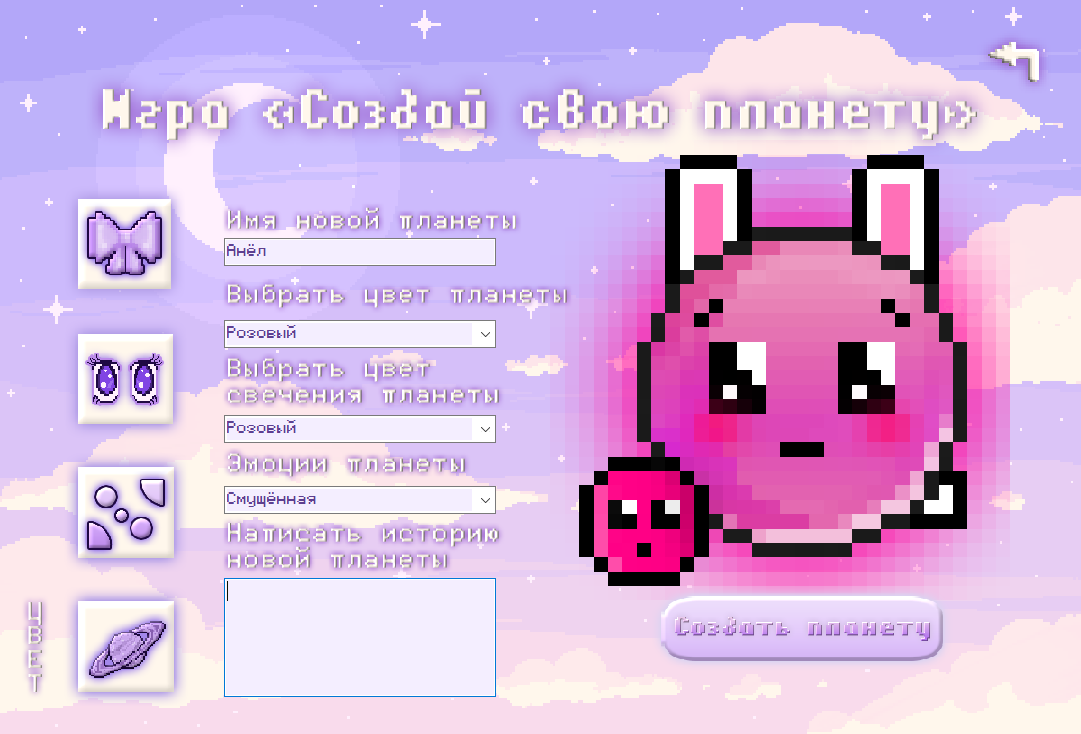 Игра «Создай свою планету»
Имя новой планеты
Анёл
Выбрать цвет планеты
Розовый
Выбрать цвет
свечения планеты
Розовый
Эмоции планеты
Смущённая
Написать историю
новой планеты
ЦВЕТ
Создать планету